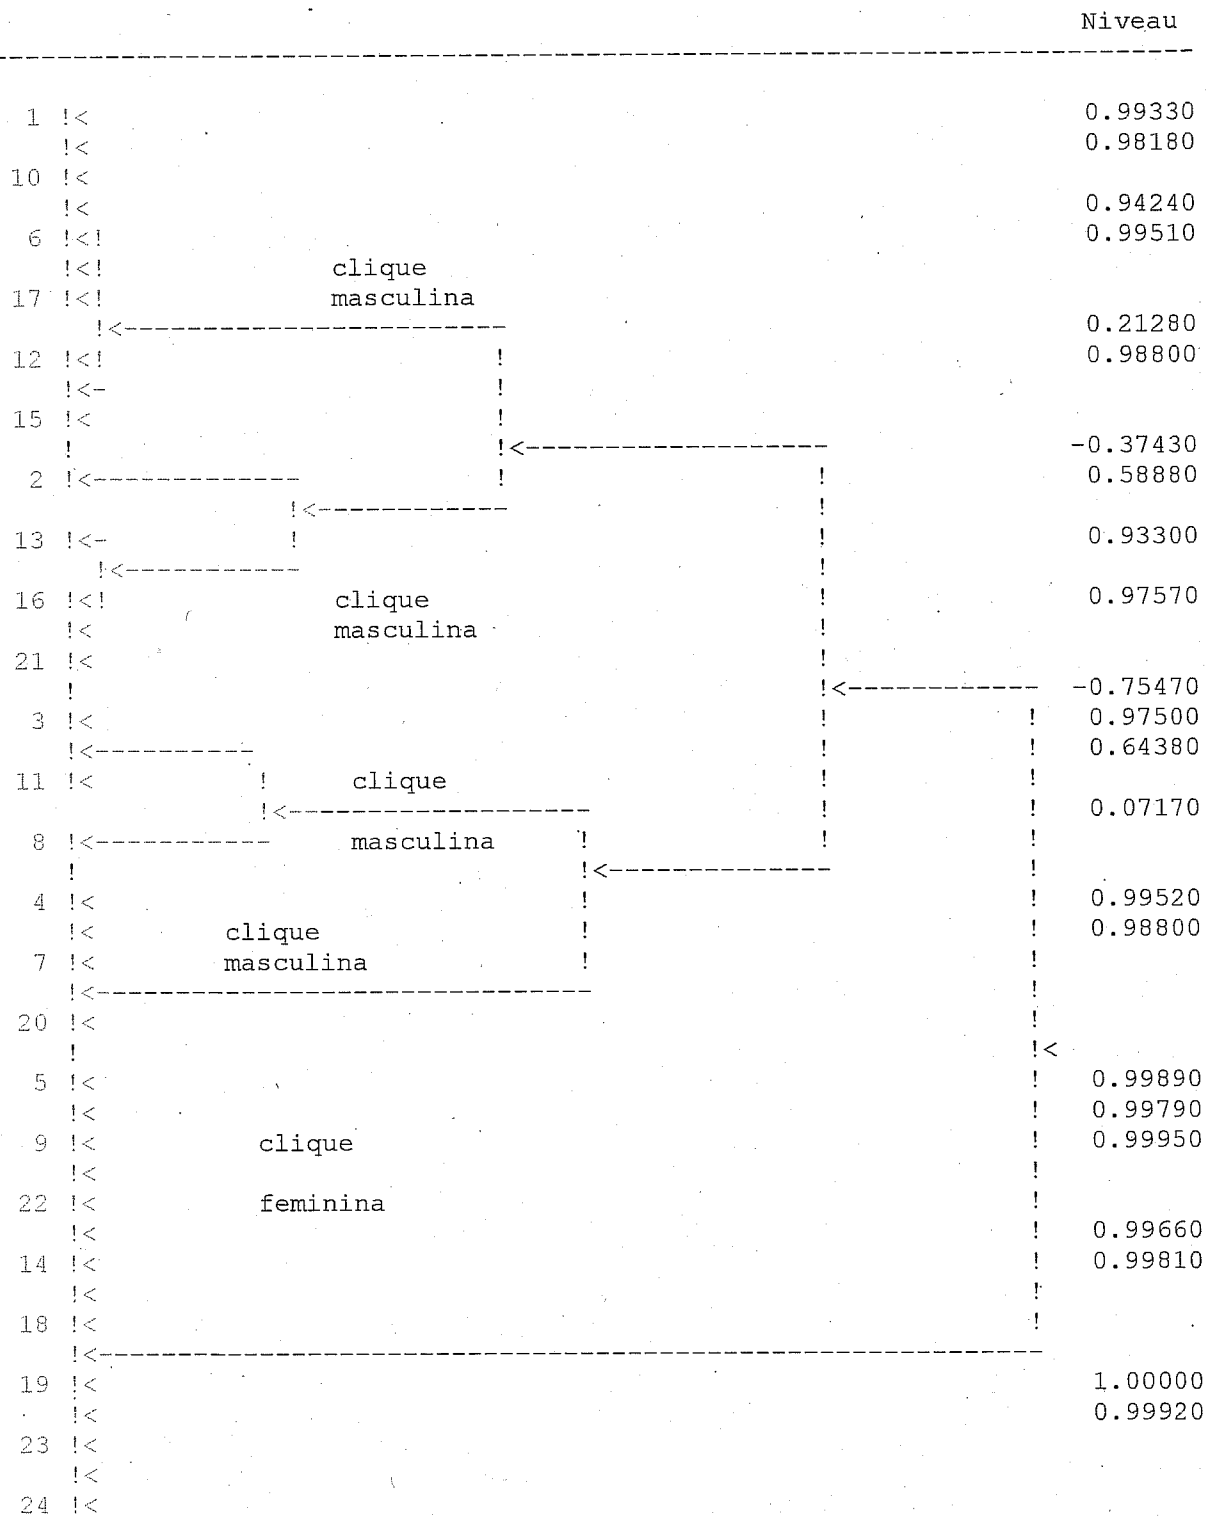 Niveau
--------------------------------------------------------------------------------
1 !< 0.99330
!< 0.98180
10 !<
!< 0.94240
6 !<! 0.99510
!<! clique
17 !<! masculina
!<------------------------- 0.21280
12 !<! ! 0.98800
!<- !
15 !< !
! !<-------------------- -0.37430
2 !<-------------- ! ! 0.58880
!<------------- !
13 !<- ! ! 0.93300
!<------------ !
16 !<! clique ! 0.97570
!< masculina !
21 !< !
! !<------------ -0.75470
3 !< ! ! 0.97500
!<----------- ! ! 0.64380
11 !< ! clique ! !
!<------------------- ! ! 0.07170
8 !<------------ masculina ! ! !
! !<-------------- !
4 !< ! ! 0.99520
!< clique ! ! 0.98800
7 !< masculina ! !
!<--------------------------------- !
20 !< !
! !<
5 !< ! 0.99890
!< ! 0.99790
9 !< clique ! 0.99950
!< !
22 !< feminina !
!< ! 0.99660
14 !< ! 0.99810
!< !
18 !< !
!<---------------------------------------------------------------
19 !< 1.00000
!< 0.99920
23 !<
!<
24 !<